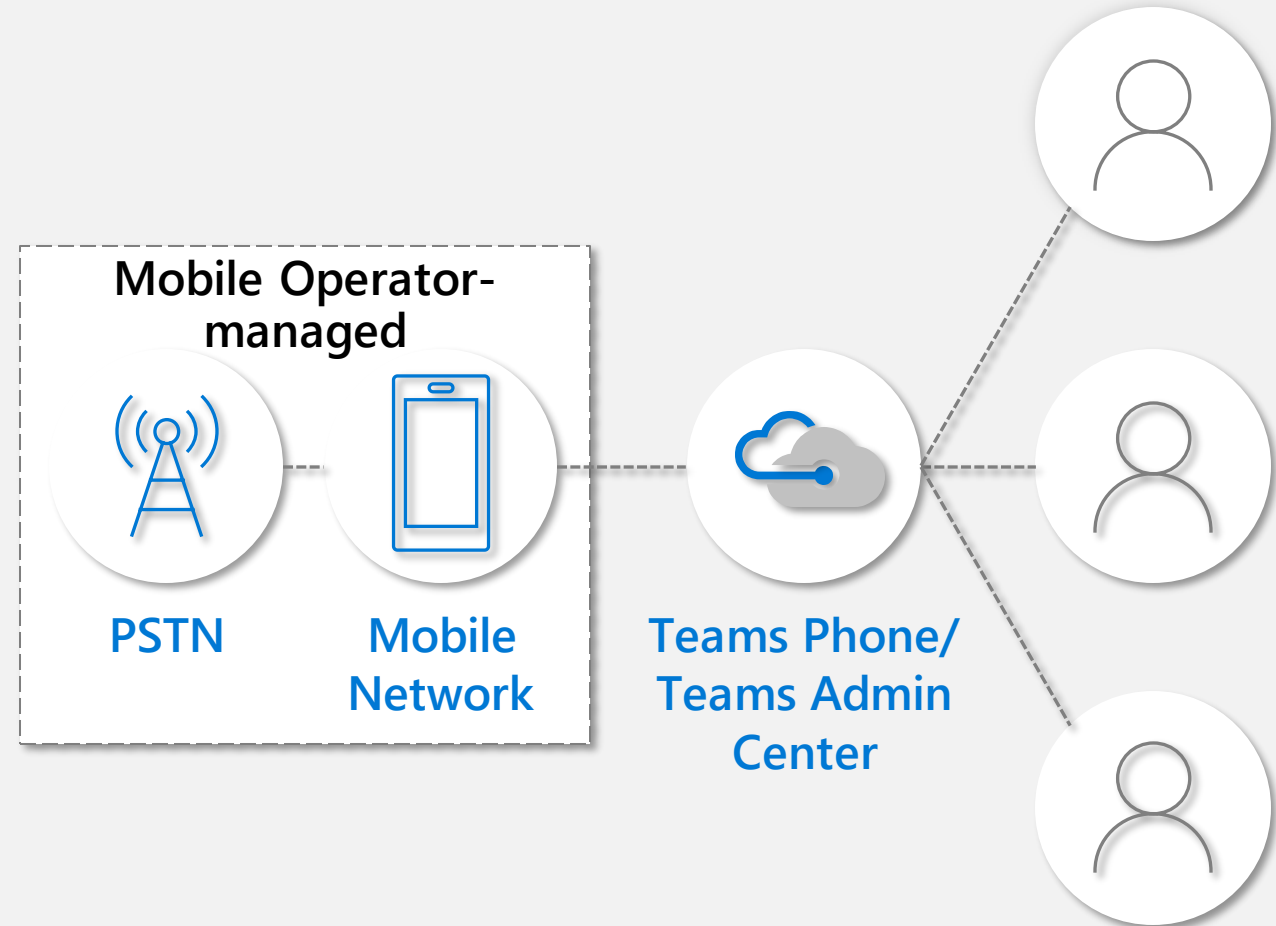 Mobile Operator-
managed
PSTN
Mobile
Network
Teams Phone/
Teams Admin
Center